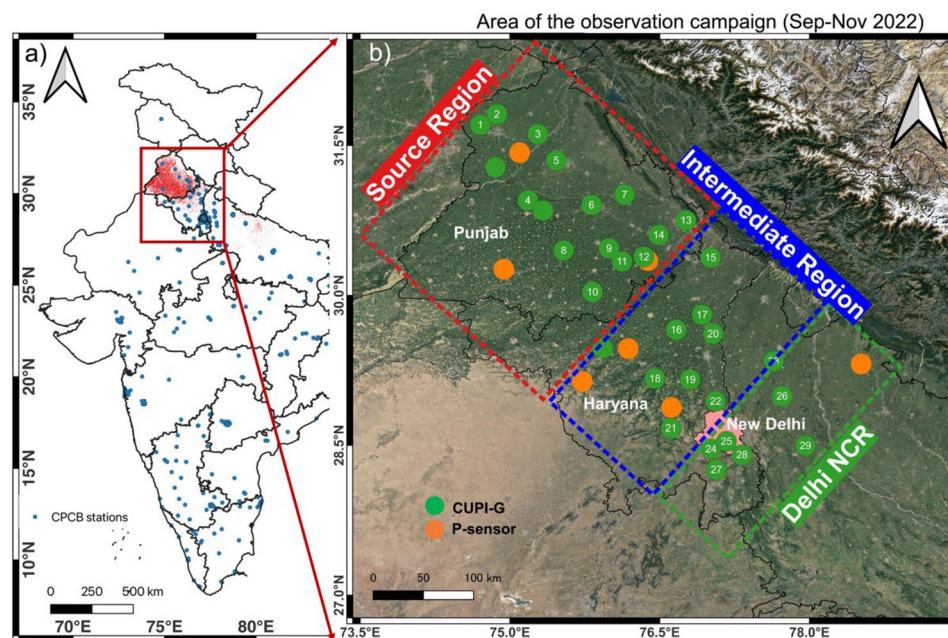 Area of the observation campaign (Sep-Nov 2022)
a)
b)
35°N
30°N
25°N
20°N
15°N
10°N
70°E
75°E
80°E
CPCB stations
0 250 500 km
31.5°N
30.0°N
28.5°N
27.0°N
73.5°E
75.0°E
76.5°E
78.0°E
Source Region
Intermediate Region
Delhi NCR
Punjab
Haryana
New Delhi
1
2
3
5
4
6
7
13
14
8
9
11
12
15
10
17
16
20
18
19
22
26
21
24
25
28
29
27
CUPI-G
P-sensor
0 50 100 km